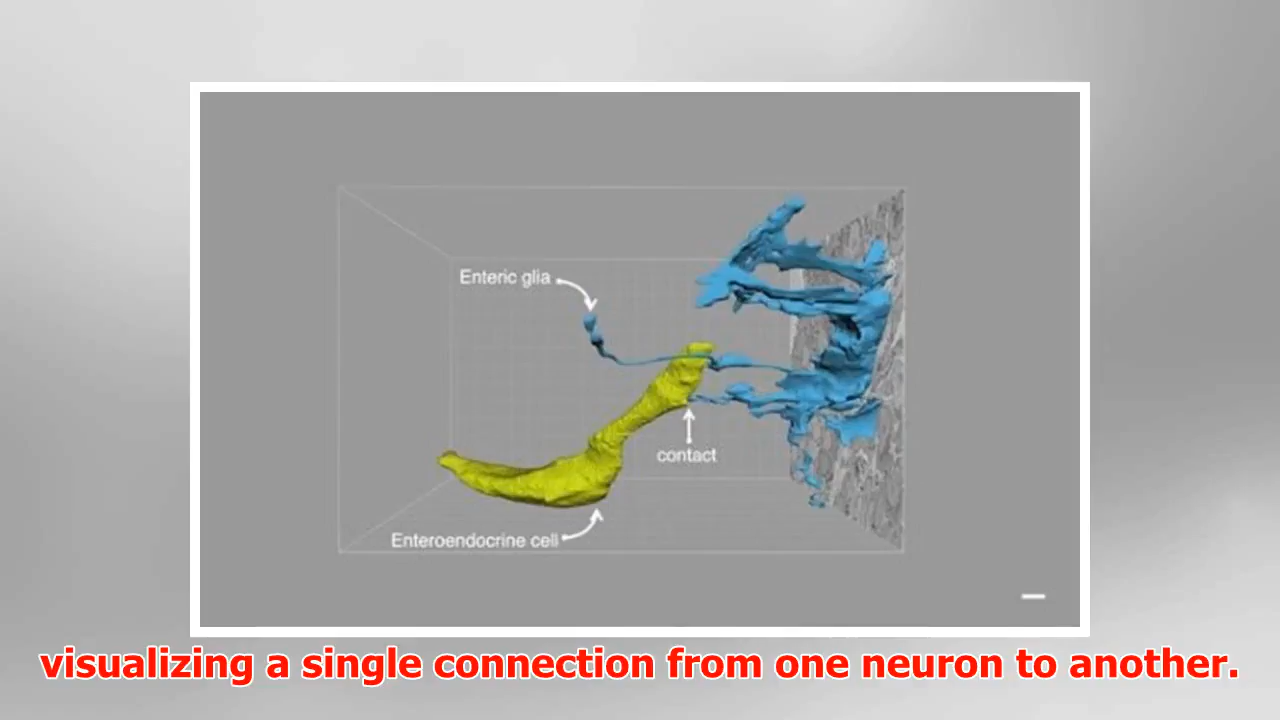 Enteric glia
contact
Enteroendocrine cell
visualizing a single connection from one neuron to another.